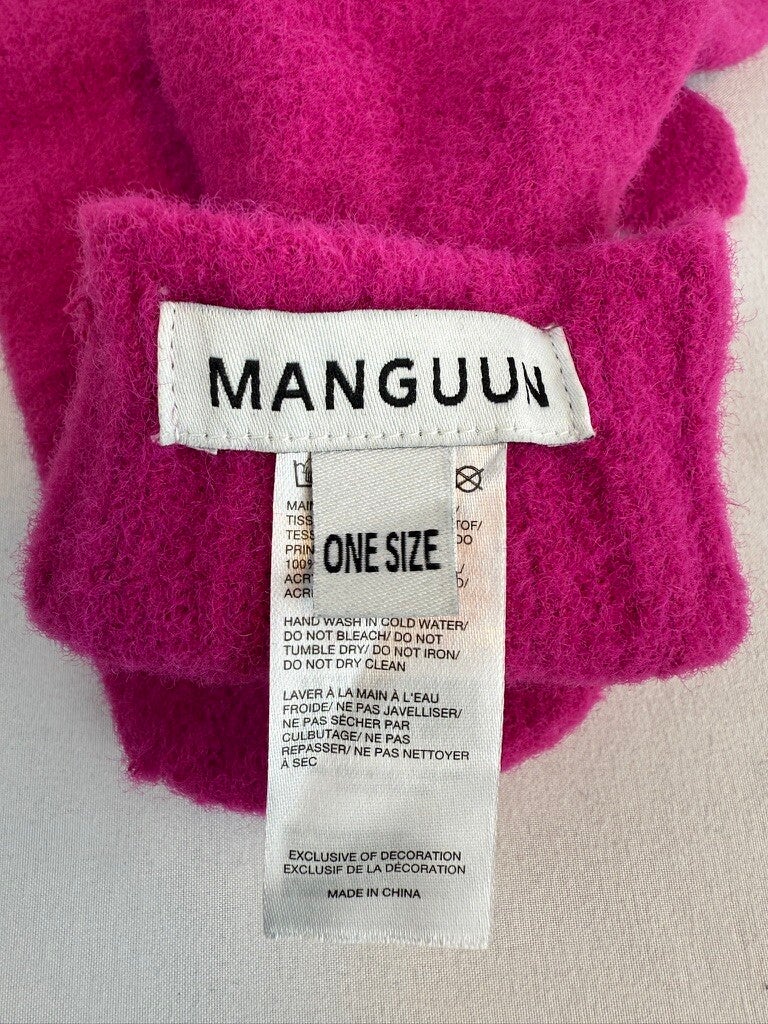 MANGUUN
ONE SIZE
HAND WASH IN COLD WATER/
DO NOT BLEACH/ DO NOT
TUMBLE DRY/ DO NOT IRON/
DO NOT DRY CLEAN
LAVER À LA MAIN À L'EAU
FROIDE/ NE PAS JAVELLISER/
NE PAS SÉCHER PAR
CULBUTAGE/ NE PAS
REPASSER/ NE PAS NETTOYER
À SEC
EXCLUSIVE OF DECORATION
EXCLUSIF DE LA DÉCORATION
MADE IN CHINA